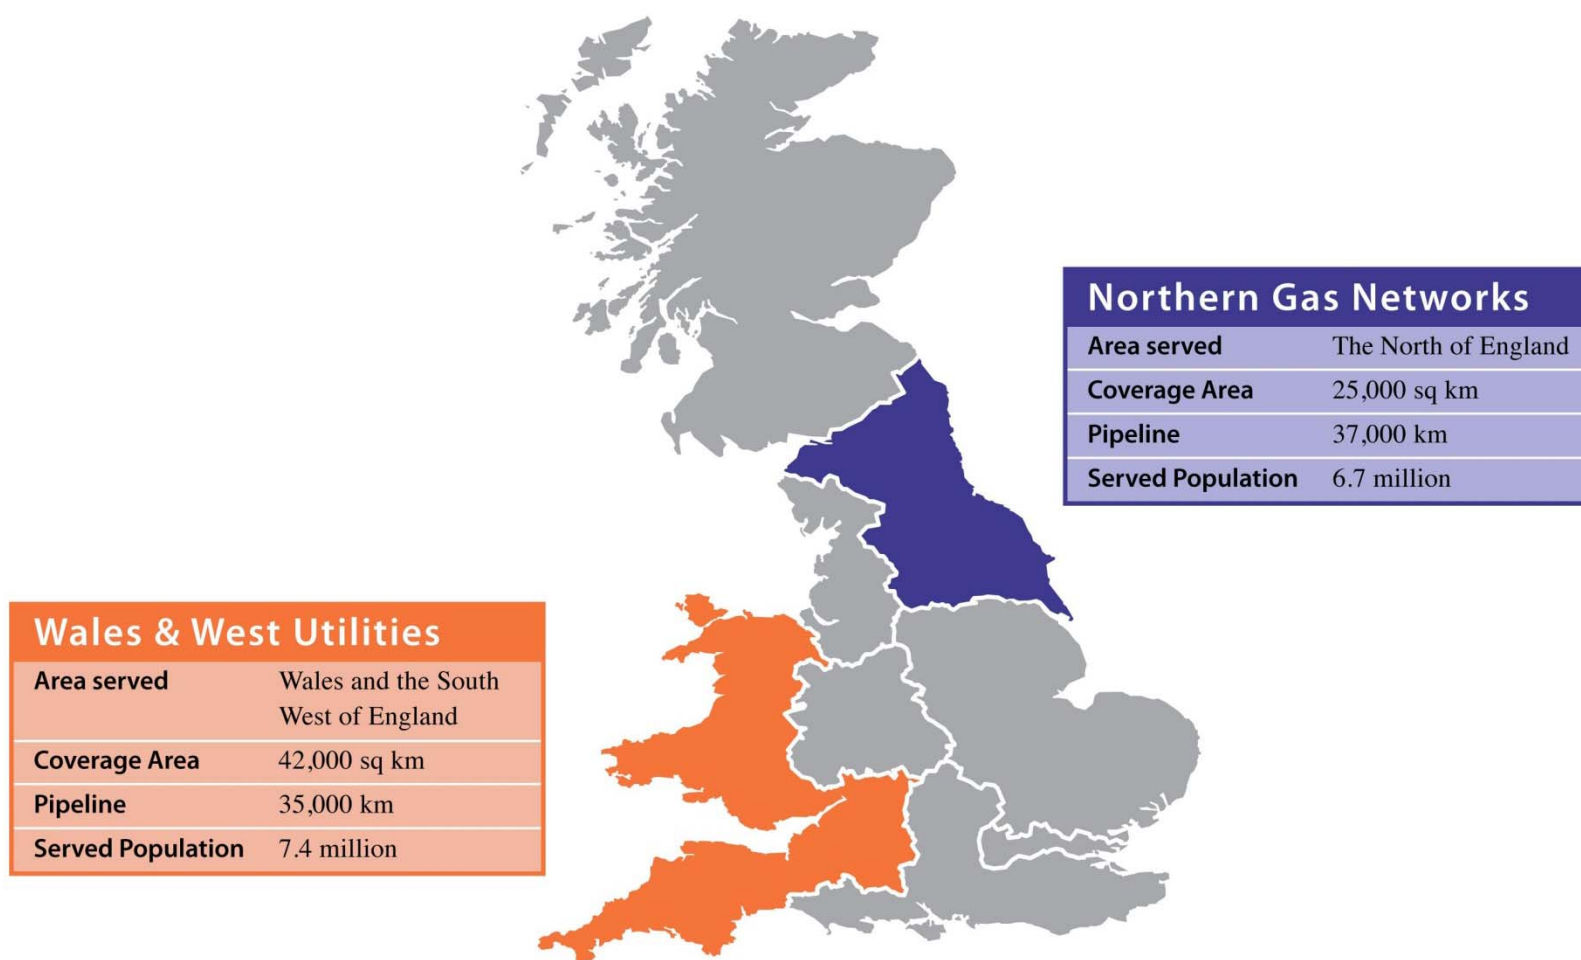 Northern Gas Networks
Area served The North of England
Coverage Area 25,000 sq km
Pipeline 37,000 km
Served Population 6.7 million
Wales & West Utilities
Area served Wales and the South
West of England
Coverage Area 42,000 sq km
Pipeline 35,000 km
Served Population 7.4 million